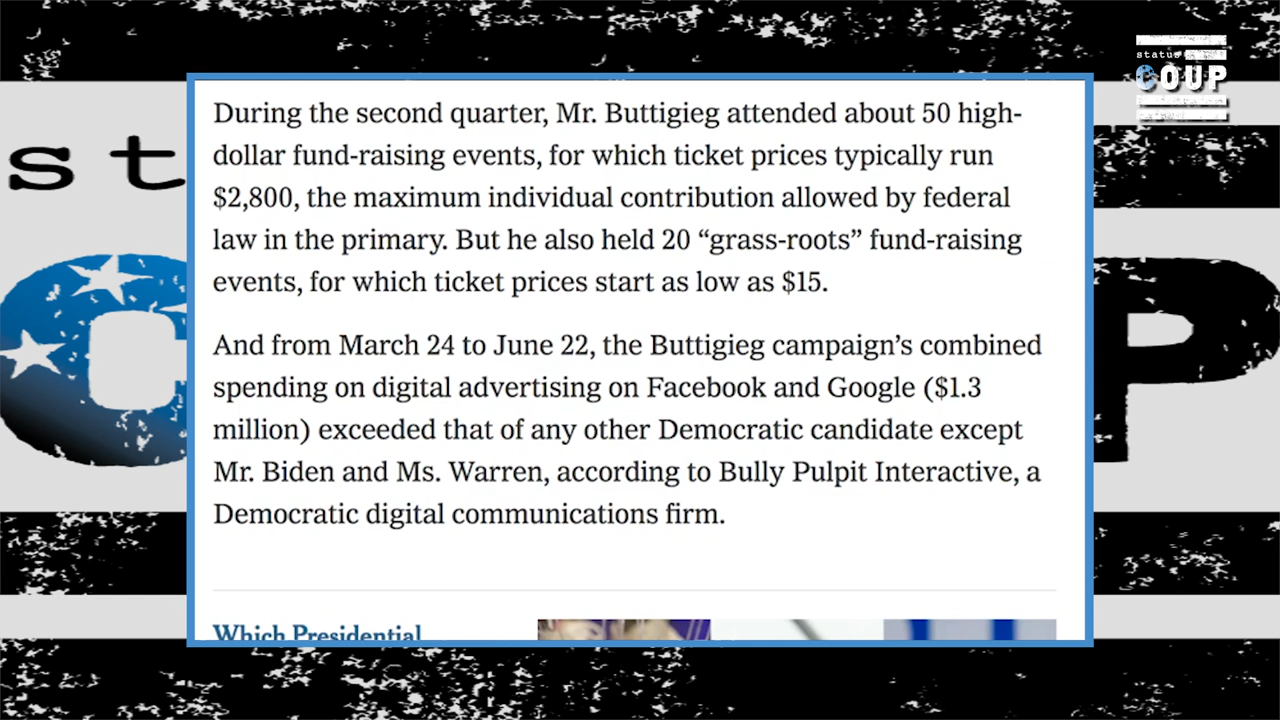 status
COUP
During the second quarter, Mr. Buttigieg attended about 50 high-
dollar fund-raising events, for which ticket prices typically run
$2,800, the maximum individual contribution allowed by federal
law in the primary. But he also held 20 “grass-roots” fund-raising
events, for which ticket prices start as low as $15.
And from March 24 to June 22, the Buttigieg campaign’s combined
spending on digital advertising on Facebook and Google ($1.3
million) exceeded that of any other Democratic candidate except
Mr. Biden and Ms. Warren, according to Bully Pulpit Interactive, a
Democratic digital communications firm.
Which Presidential
st
C P